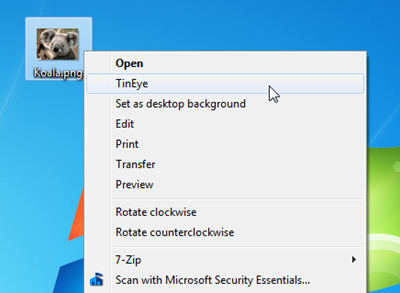 Koala.png
Open
TinEye
Set as desktop background
Edit
Print
Transfer
Preview
Rotate clockwise
Rotate counterclockwise
7-Zip
Scan with Microsoft Security Essentials...